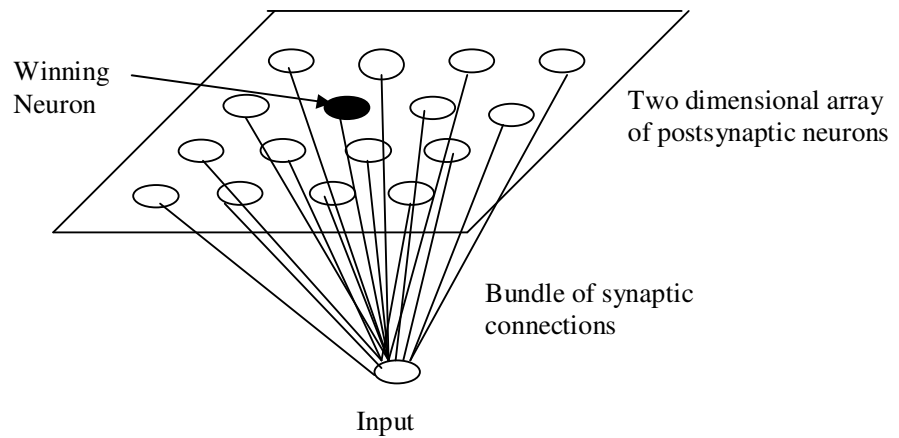 Winning
Neuron
Two dimensional array
of postsynaptic neurons
Bundle of synaptic
connections
Input